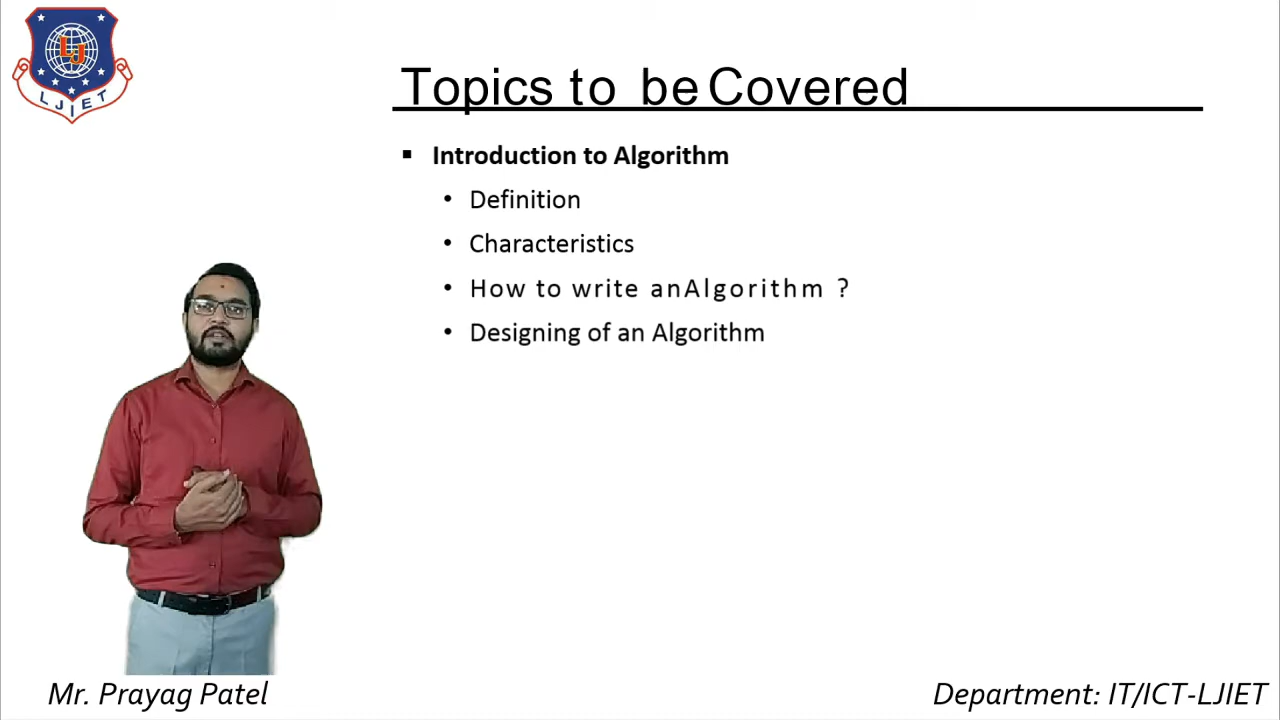 LJ
LJIET
Topics to be Covered
▪ Introduction to Algorithm
• Definition
• Characteristics
• How to write anAlgorithm ?
• Designing of an Algorithm
Mr. Prayag Patel
Department: IT/ICT-LJIET